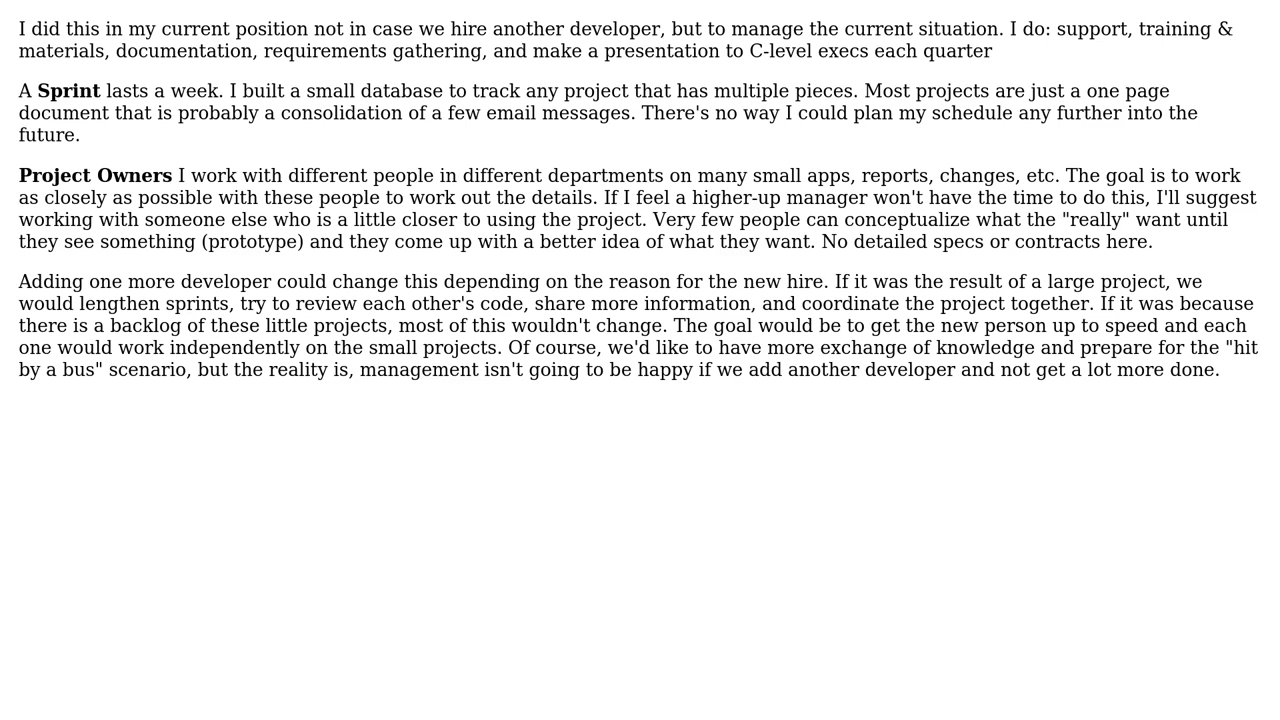 I did this in my current position not in case we hire another developer, but to manage the current situation. I do: support, training &
materials, documentation, requirements gathering, and make a presentation to C-level execs each quarter
A Sprint lasts a week. I built a small database to track any project that has multiple pieces. Most projects are just a one page
document that is probably a consolidation of a few email messages. There's no way I could plan my schedule any further into the
future.
Project Owners I work with different people in different departments on many small apps, reports, changes, etc. The goal is to work
as closely as possible with these people to work out the details. If I feel a higher-up manager won't have the time to do this, I'll suggest
working with someone else who is a little closer to using the project. Very few people can conceptualize what the "really" want until
they see something (prototype) and they come up with a better idea of what they want. No detailed specs or contracts here.
Adding one more developer could change this depending on the reason for the new hire. If it was the result of a large project, we
would lengthen sprints, try to review each other's code, share more information, and coordinate the project together. If it was because
there is a backlog of these little projects, most of this wouldn't change. The goal would be to get the new person up to speed and each
one would work independently on the small projects. Of course, we'd like to have more exchange of knowledge and prepare for the "hit
by a bus" scenario, but the reality is, management isn't going to be happy if we add another developer and not get a lot more done.